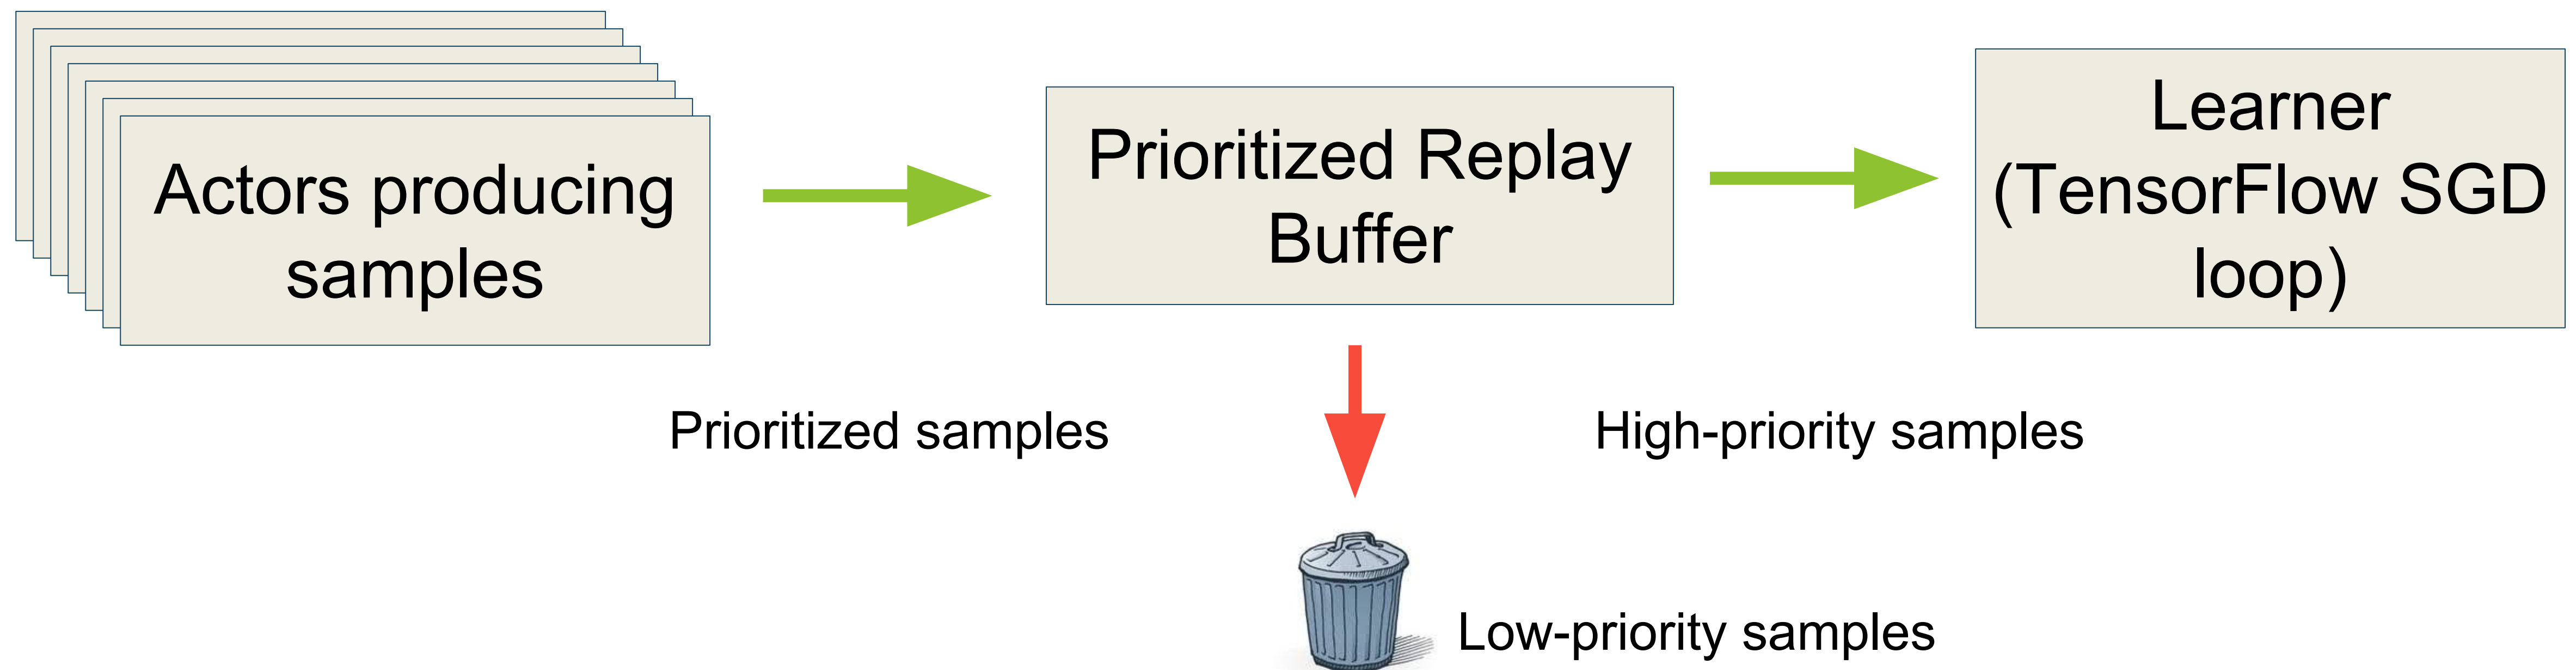 Actors producing
samples
Prioritized Replay
Buffer
Learner
(TensorFlow SGD
loop)
Prioritized samples
High-priority samples
Low-priority samples